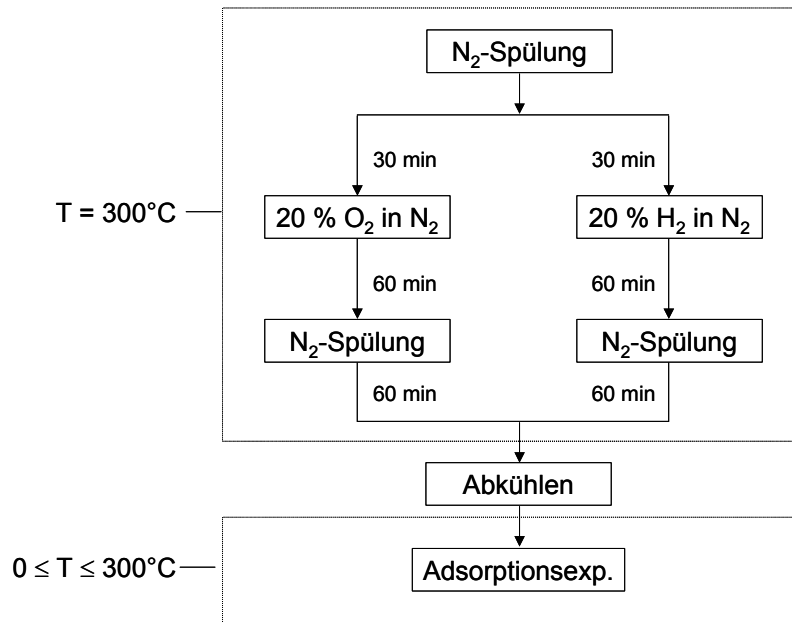 N₂-Spülung
30 min 30 min
T = 300°C
20 % O₂ in N₂ 20 % H₂ in N₂
60 min 60 min
N₂-Spülung N₂-Spülung
60 min 60 min
Abkühlen
0 ≤ T ≤ 300°C
Adsorptionsexp.